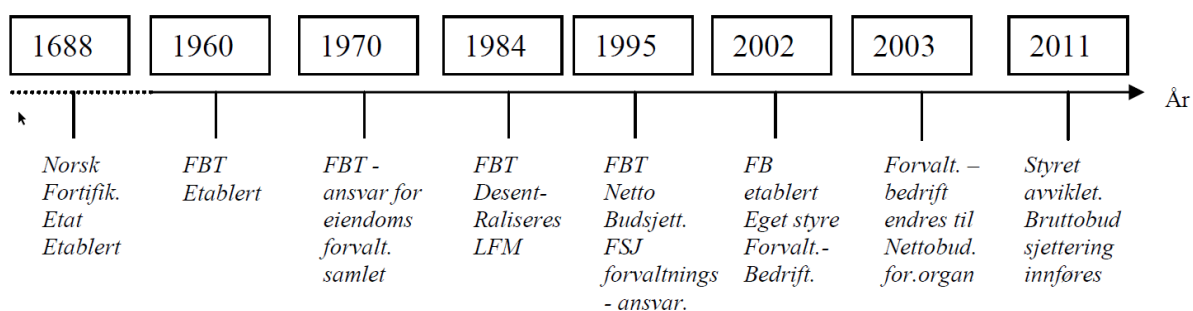 1688
1960
1970
1984
1995
2002
2003
2011
År
Norsk
Fortifik.
Etat
Etablert
FBT
Etablert
FBT -
ansvar for
eiendoms
forvalt.
samlet
FBT
Desent-
Raliseres
LFM
FBT
Netto
Budsjett.
FSJ
forvaltnings
- ansvar.
FB
etablert
Eget styre
Forvalt.-
Bedrift.
Forvalt. –
bedrift
endres til
Nettobud.
for.organ
Styret
avviklet.
Bruttobud
sjettering
innføres